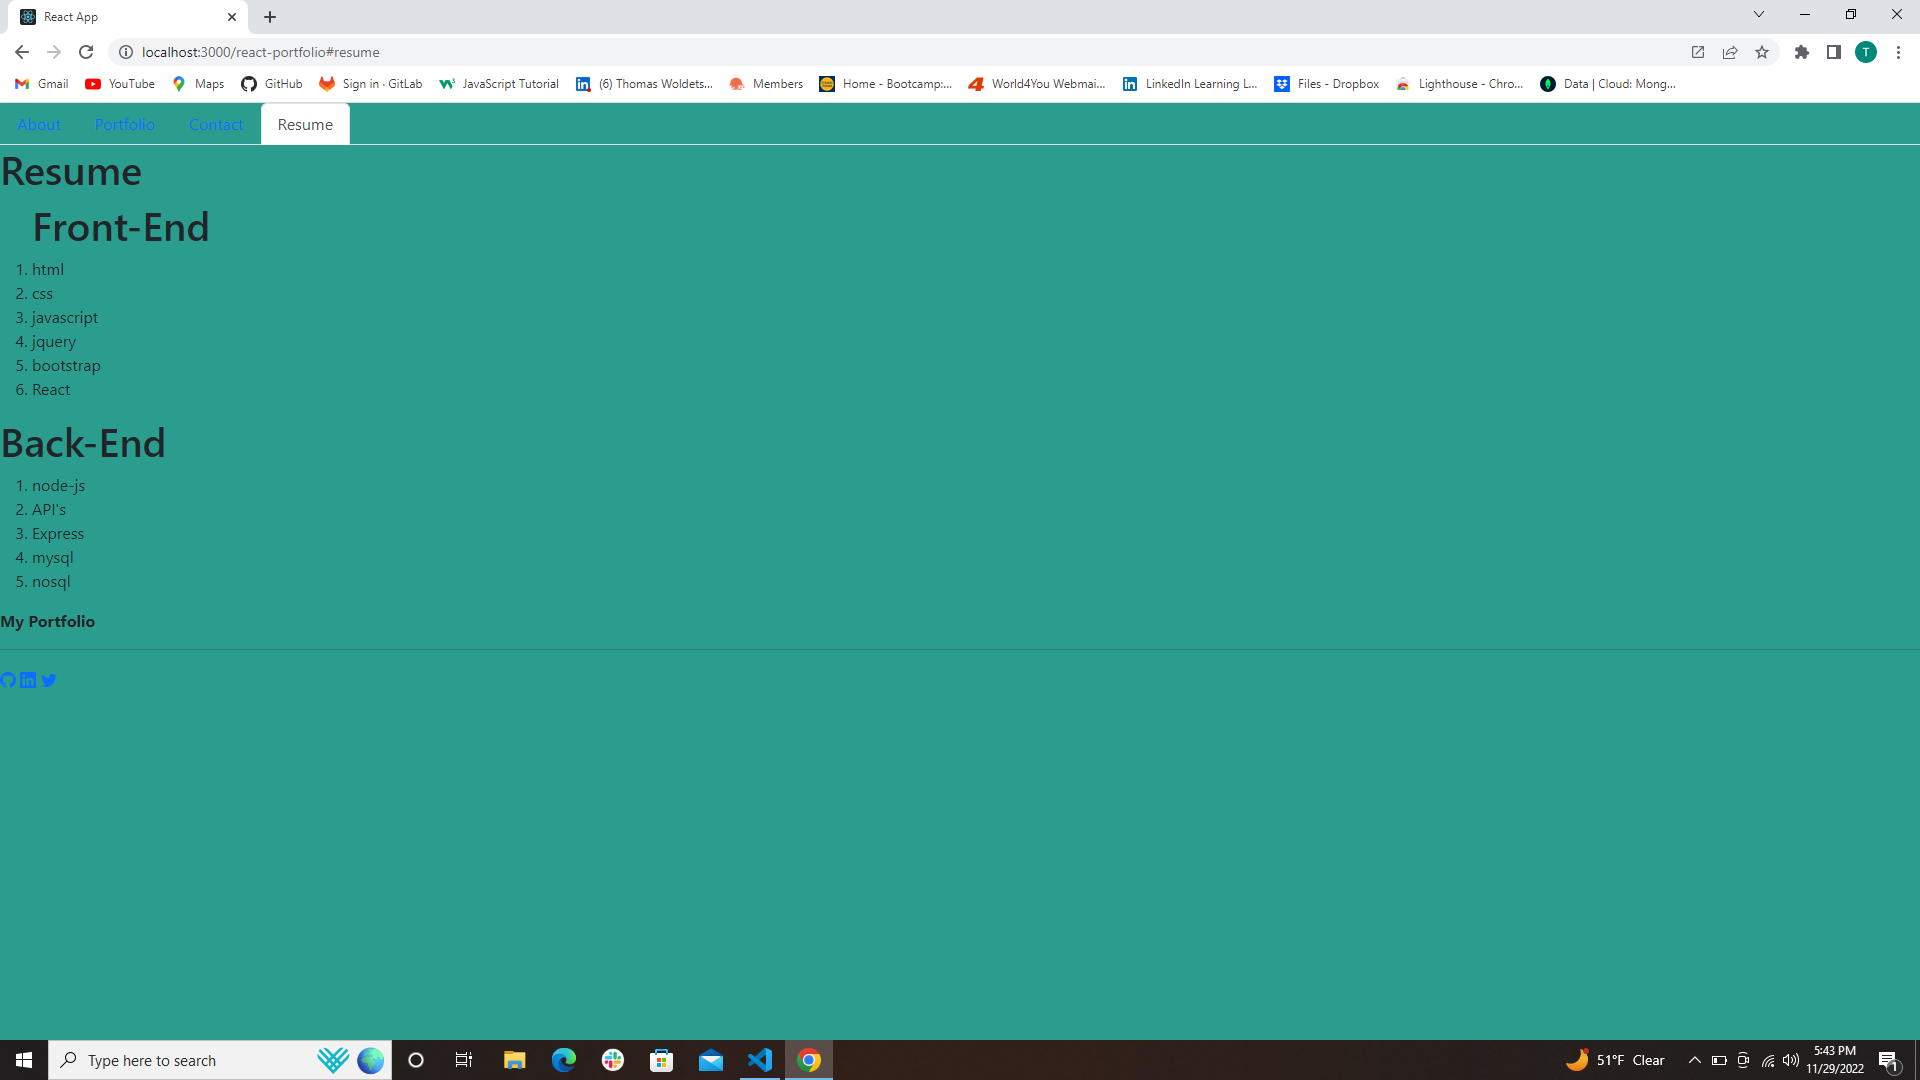 React App
localhost:3000/react-portfolio#resume
T
Gmail YouTube Maps GitHub Sign in · GitLab JavaScript Tutorial (6) Thomas Woldets... Members Home - Bootcamp:... World4You Webmai... LinkedIn Learning L... Files - Dropbox Lighthouse - Chro... Data | Cloud: Mong...
About Portfolio Contact Resume
Resume
Front-End
1. html
2. css
3. javascript
4. jquery
5. bootstrap
6. React
Back-End
1. node-js
2. API's
3. Express
4. mysql
5. nosql
My Portfolio
Type here to search
51°F Clear
5:43 PM
11/29/2022
1